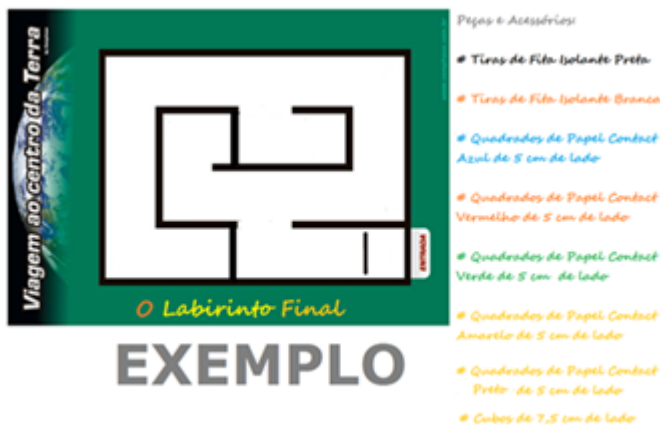 Viagem ao centro da Terra
ENTRADA
O Labirinto Final
EXEMPLO
Peças e Acessórios:
# Tiras de Fita Isolante Preta
# Tiras de Fita Isolante Branca
# Quadrados de Papel Contact
Azul de 5 cm de lado
# Quadrados de Papel Contact
Vermelho de 5 cm de lado
# Quadrados de Papel Contact
Verde de 5 cm de lado
# Quadrados de Papel Contact
Amarelo de 5 cm de lado
# Quadrados de Papel Contact
Preto de 5 cm de lado
# Cubos de 7,5 cm de lado